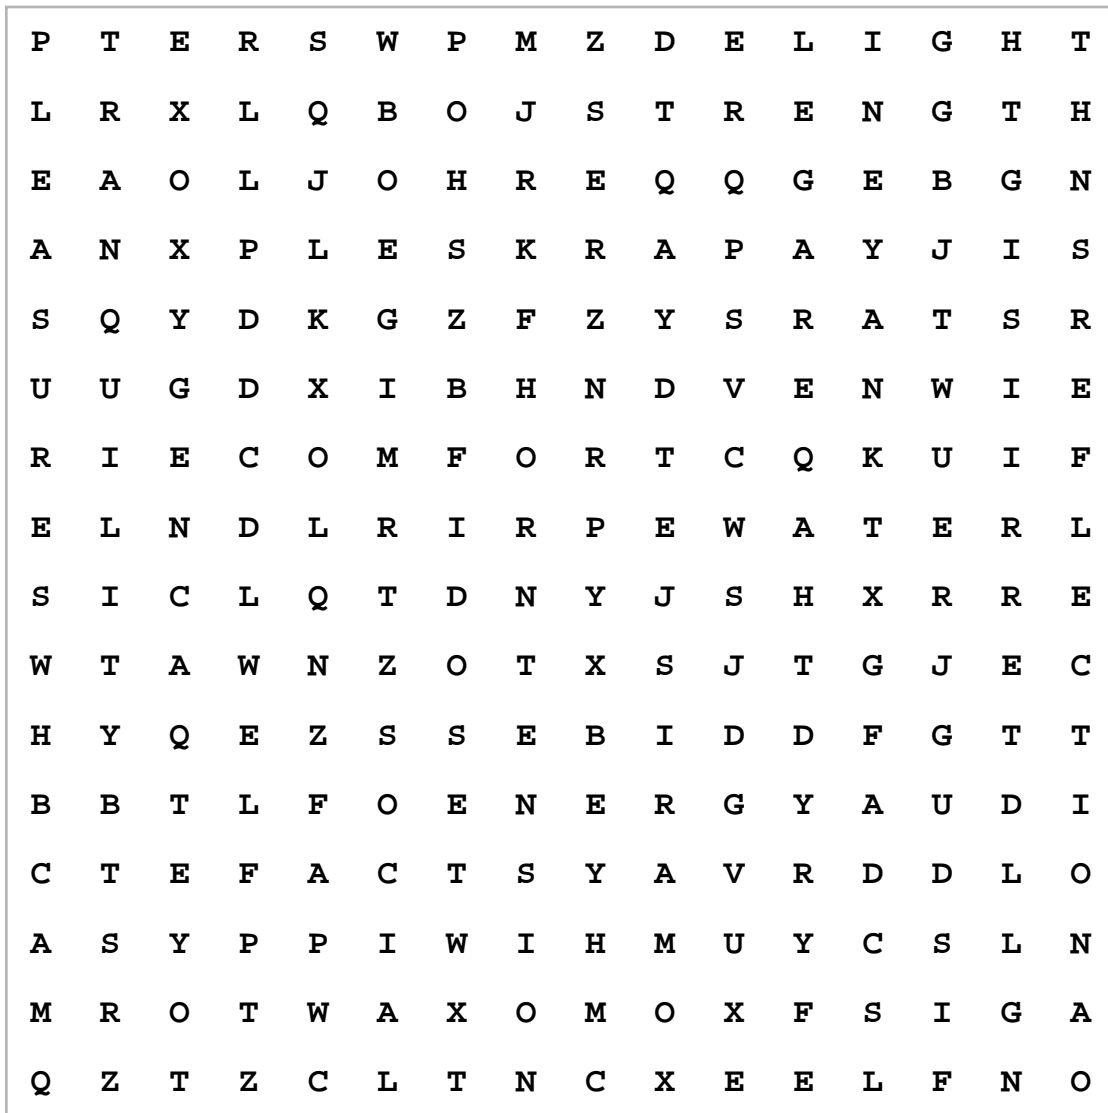 P T E R S W P M Z D E L I G H T
L R X L Q B O J S T R E N G T H
E A O L J O H R E Q Q G E B G N
A N X P L E S K R A P A Y J I S
S Q Y D K G Z F Z Y S R A T S R
U U G D X I B H N D V E N W I E
R I E C O M F O R T C Q K U I F
E L N D L R I R P E W A T E R L
S I C L Q T D N Y J S H X R R E
W T A W N Z O T X S J T G J E C
H Y Q E Z S S E B I D D F G T T
B B T L F O E N E R G Y A U D I
C T E F A C T S Y A V R D D L O
A S Y P P I W I H M U Y C S L N
M R O T W A X O M O X F S I G A
Q Z T Z C L T N C X E E L F N O